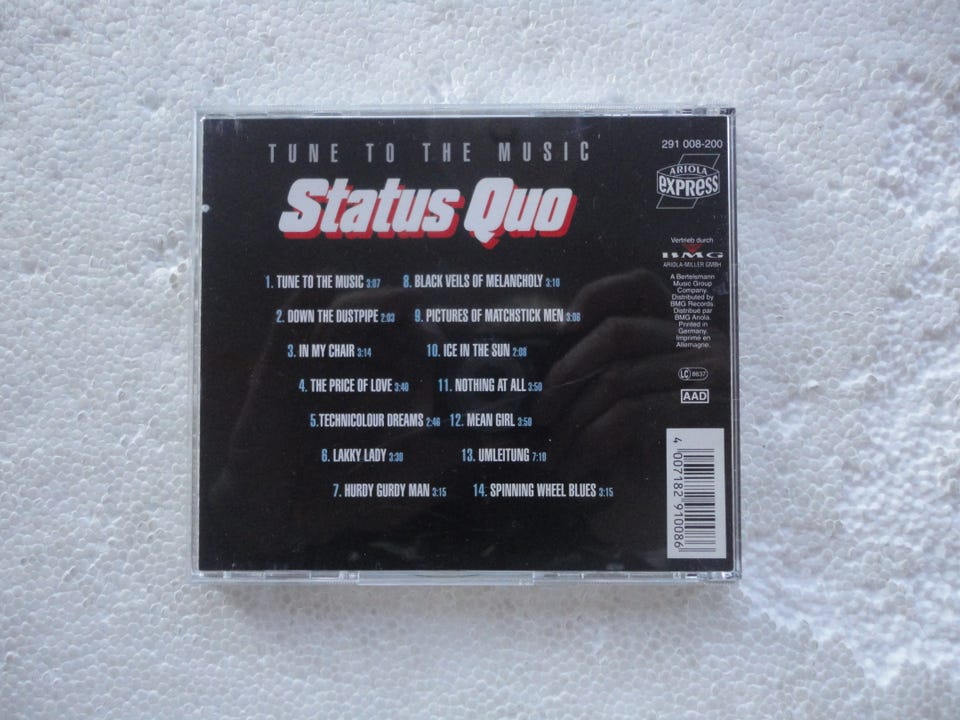 TUNE TO THE MUSIC
Status Quo
1. TUNE TO THE MUSIC 3:07
2. DOWN THE DUSTPIPE 2:03
3. IN MY CHAIR 3:14
4. THE PRICE OF LOVE 3:40
5.TECHNICOLOUR DREAMS 2:46
6. LAKKY LADY 3:30
7. HURDY GURDY MAN 3:15
8. BLACK VEILS OF MELANCHOLY 3:10
9. PICTURES OF MATCHSTICK MEN 3:08
10. ICE IN THE SUN 2:08
11. NOTHING AT ALL 3:50
12. MEAN GIRL 3:50
13. UMLEITUNG 7:10
14. SPINNING WHEEL BLUES 3:15
291 008-200
ARIOLA
EXPRESS
Vertrieb durch
BMG
ARIOLA-MILLER GMBH
A Bertelsmann
Music Group
Company.
Distributed by
BMG Records.
Distribué par
BMG Ariola.
Printed in
Germany.
Imprimé en
Allemagne.
LC 8637
AAD
4 007182 910086